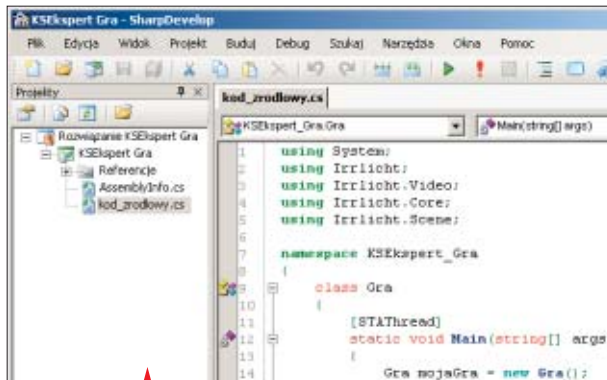 KSEkspert Gra - SharpDevelop
Plik Edycja Widok Projekt Buduj Debug Szukaj Narzędzia Okna Pomoc
Projekty
kod_zrodlowy.cs
KSEkspert_Gra.Gra
Main(string[] args)
Rozwiązanie KSEkspert Gra
KSEkspert Gra
Referencje
AssemblyInfo.cs
kod_zrodlowy.cs
1 using System;
2 using Irrlicht;
3 using Irrlicht.Video;
4 using Irrlicht.Core;
5 using Irrlicht.Scene;
6
7 namespace KSEkspert_Gra
8 {
9 class Gra
10 {
11 [STAThread]
12 static void Main(string[] args
13 {
14 Gra mojaGra = new Gra();